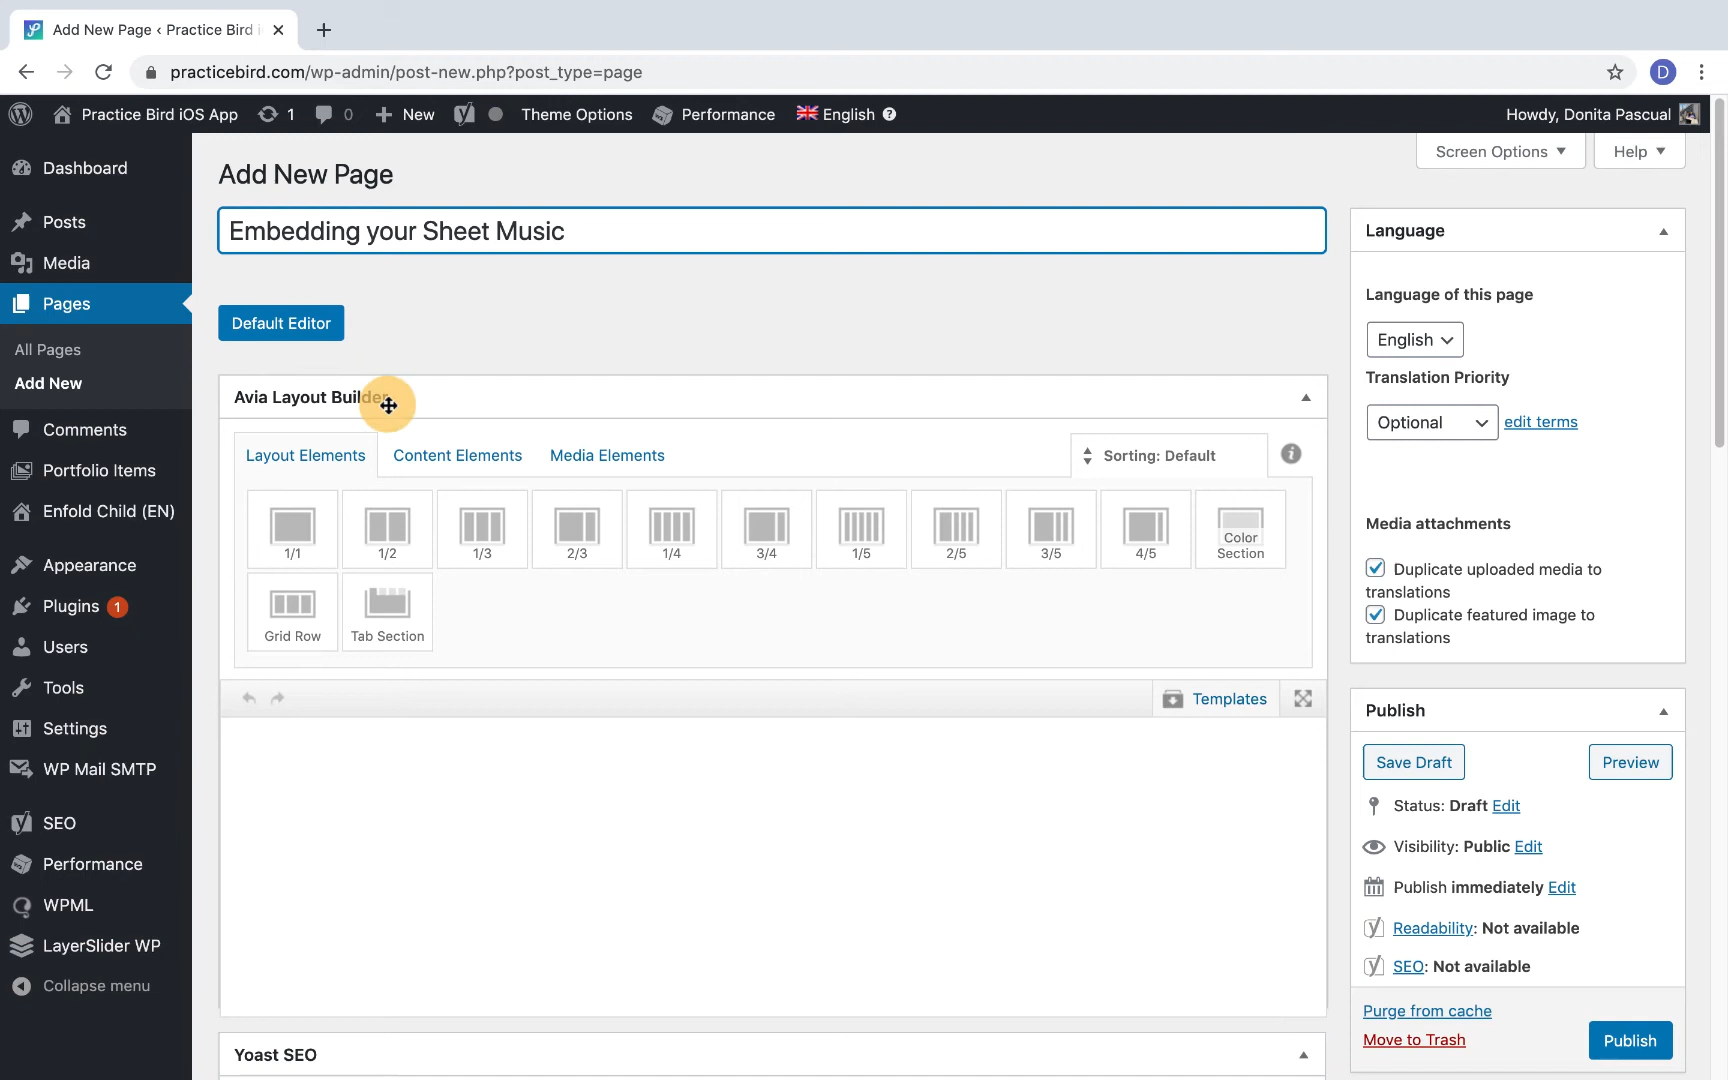 Add New Page ‹ Practice Bird
practicebird.com/wp-admin/post-new.php?post_type=page
D
Practice Bird iOS App
1
0
New
Theme Options
Performance
English
Howdy, Donita Pascual
Dashboard
Posts
Media
Pages
All Pages
Add New
Comments
Portfolio Items
Enfold Child (EN)
Appearance
Plugins 1
Users
Tools
Settings
WP Mail SMTP
SEO
Performance
WPML
LayerSlider WP
Collapse menu
Screen Options
Help
Add New Page
Embedding your Sheet Music
Default Editor
Avia Layout Builder
Layout Elements
Content Elements
Media Elements
Sorting: Default
1/1
1/2
1/3
2/3
1/4
3/4
1/5
2/5
3/5
4/5
Color
Section
Grid Row
Tab Section
Templates
Yoast SEO
Language
Language of this page
English
Translation Priority
Optional
edit terms
Media attachments
Duplicate uploaded media to
translations
Duplicate featured image to
translations
Publish
Save Draft
Preview
Status: Draft Edit
Visibility: Public Edit
Publish immediately Edit
Readability: Not available
SEO: Not available
Purge from cache
Move to Trash
Publish